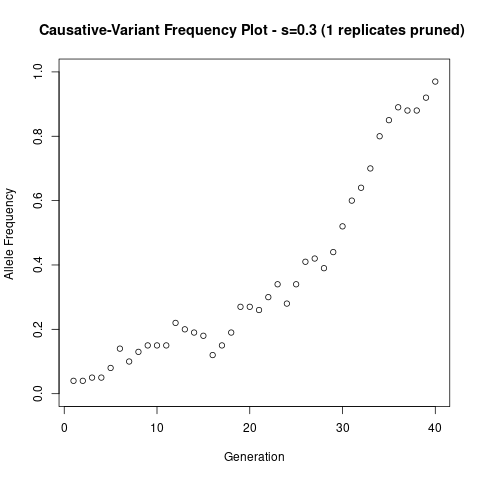 Causative-Variant Frequency Plot - s=0.3 (1 replicates pruned)
1.0
0.8
0.6
0.4
0.2
0.0
Allele Frequency
0 10 20 30 40
Generation